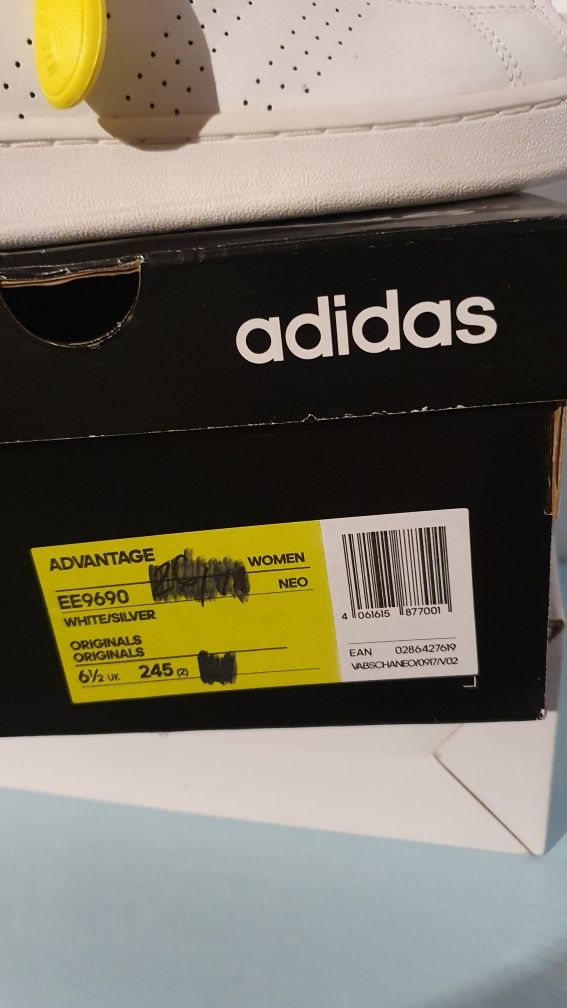 adidas
ADVANTAGE WOMEN
EE9690 NEO
WHITE/SILVER
ORIGINALS
ORIGINALS
6½ UK 245 (2)
4 061615 877001
EAN 0286427619
VABSCHANEO/0917/V02